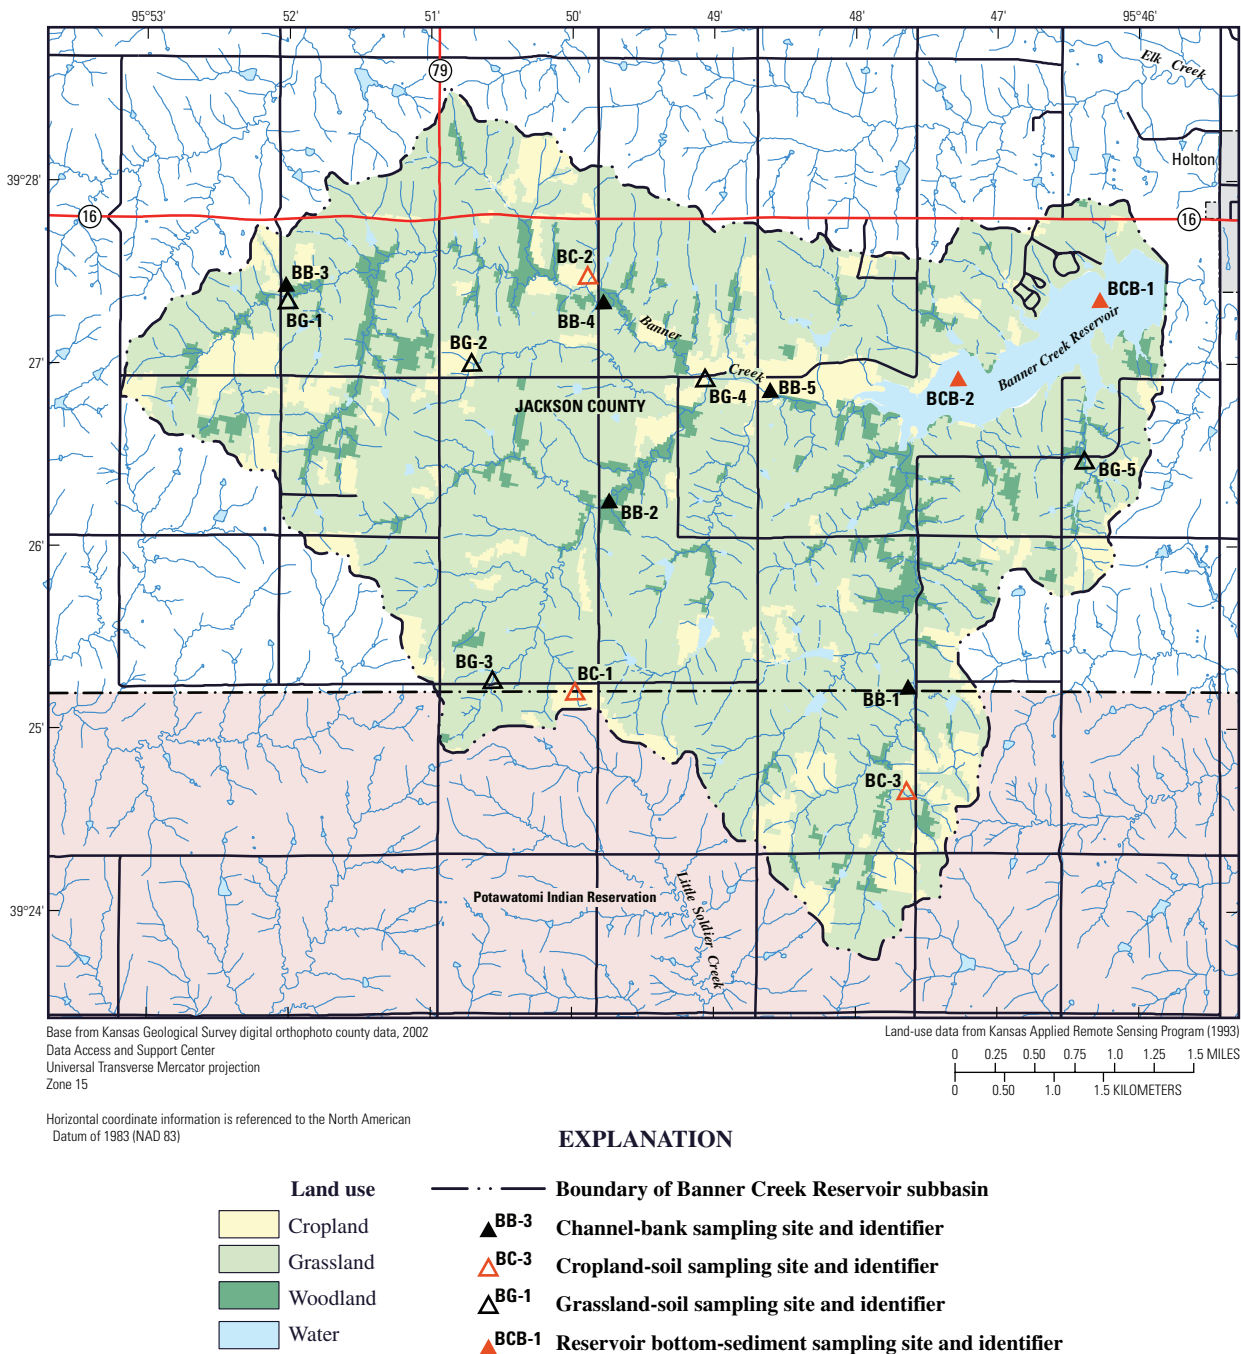 95°53'
52'
51'
50'
49'
48'
47'
95°46'
79
Elk Creek
Holton
39°28'
16
16
BC-2
BB-3
BG-1
BB-4
BCB-1
Banner
BG-2
27'
Creek
Banner Creek Reservoir
BG-4
BB-5
BCB-2
JACKSON COUNTY
BG-5
BB-2
26'
BG-3
BC-1
BB-1
25'
BC-3
Potawatomi Indian Reservation
Little Soldier Creek
39°24'
Base from Kansas Geological Survey digital orthophoto county data, 2002
Data Access and Support Center
Universal Transverse Mercator projection
Zone 15
Land-use data from Kansas Applied Remote Sensing Program (1993)
0 0.25 0.50 0.75 1.0 1.25 1.5 MILES
0 0.50 1.0 1.5 KILOMETERS
Horizontal coordinate information is referenced to the North American
Datum of 1983 (NAD 83)
EXPLANATION
Land use
Cropland
Grassland
Woodland
Water
Boundary of Banner Creek Reservoir subbasin
BB-3 Channel-bank sampling site and identifier
BC-3 Cropland-soil sampling site and identifier
BG-1 Grassland-soil sampling site and identifier
BCB-1 Reservoir bottom-sediment sampling site and identifier